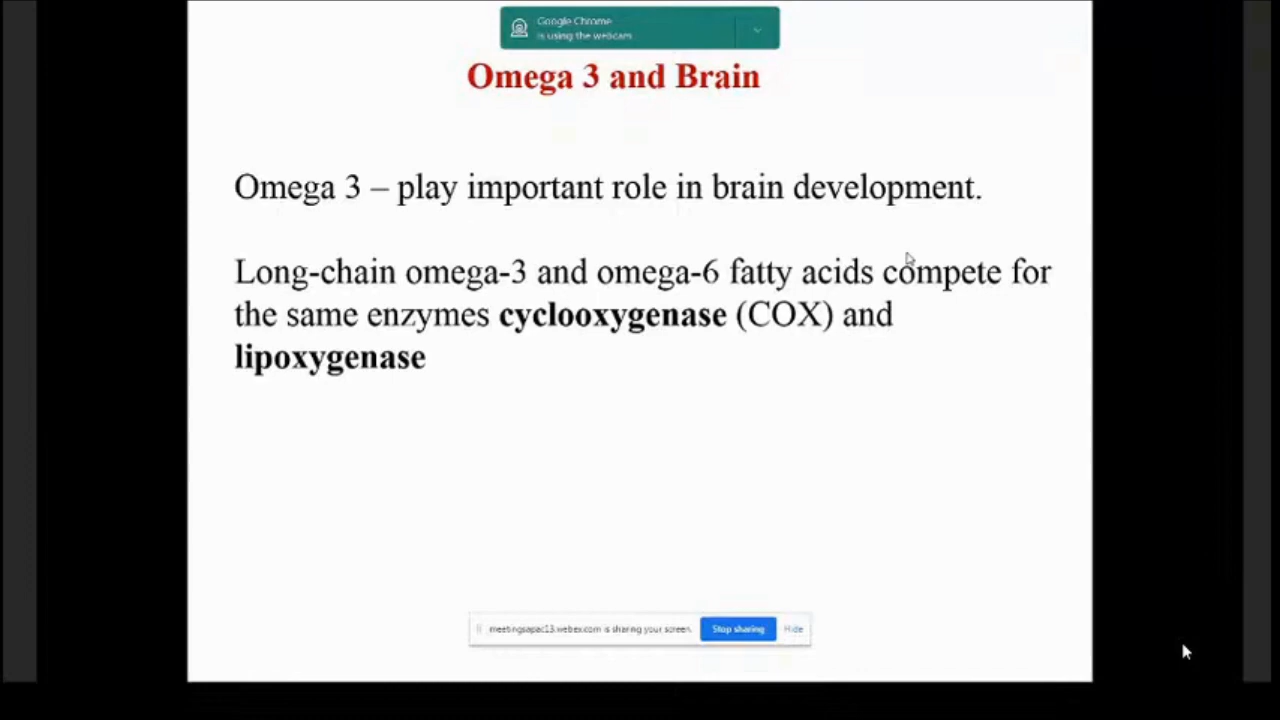 Google Chrome
is using the webcam
Omega 3 and Brain
Omega 3 – play important role in brain development.
Long-chain omega-3 and omega-6 fatty acids compete for
the same enzymes cyclooxygenase (COX) and
lipoxygenase
meetingsapac13.webex.com is sharing your screen. Stop sharing Hide